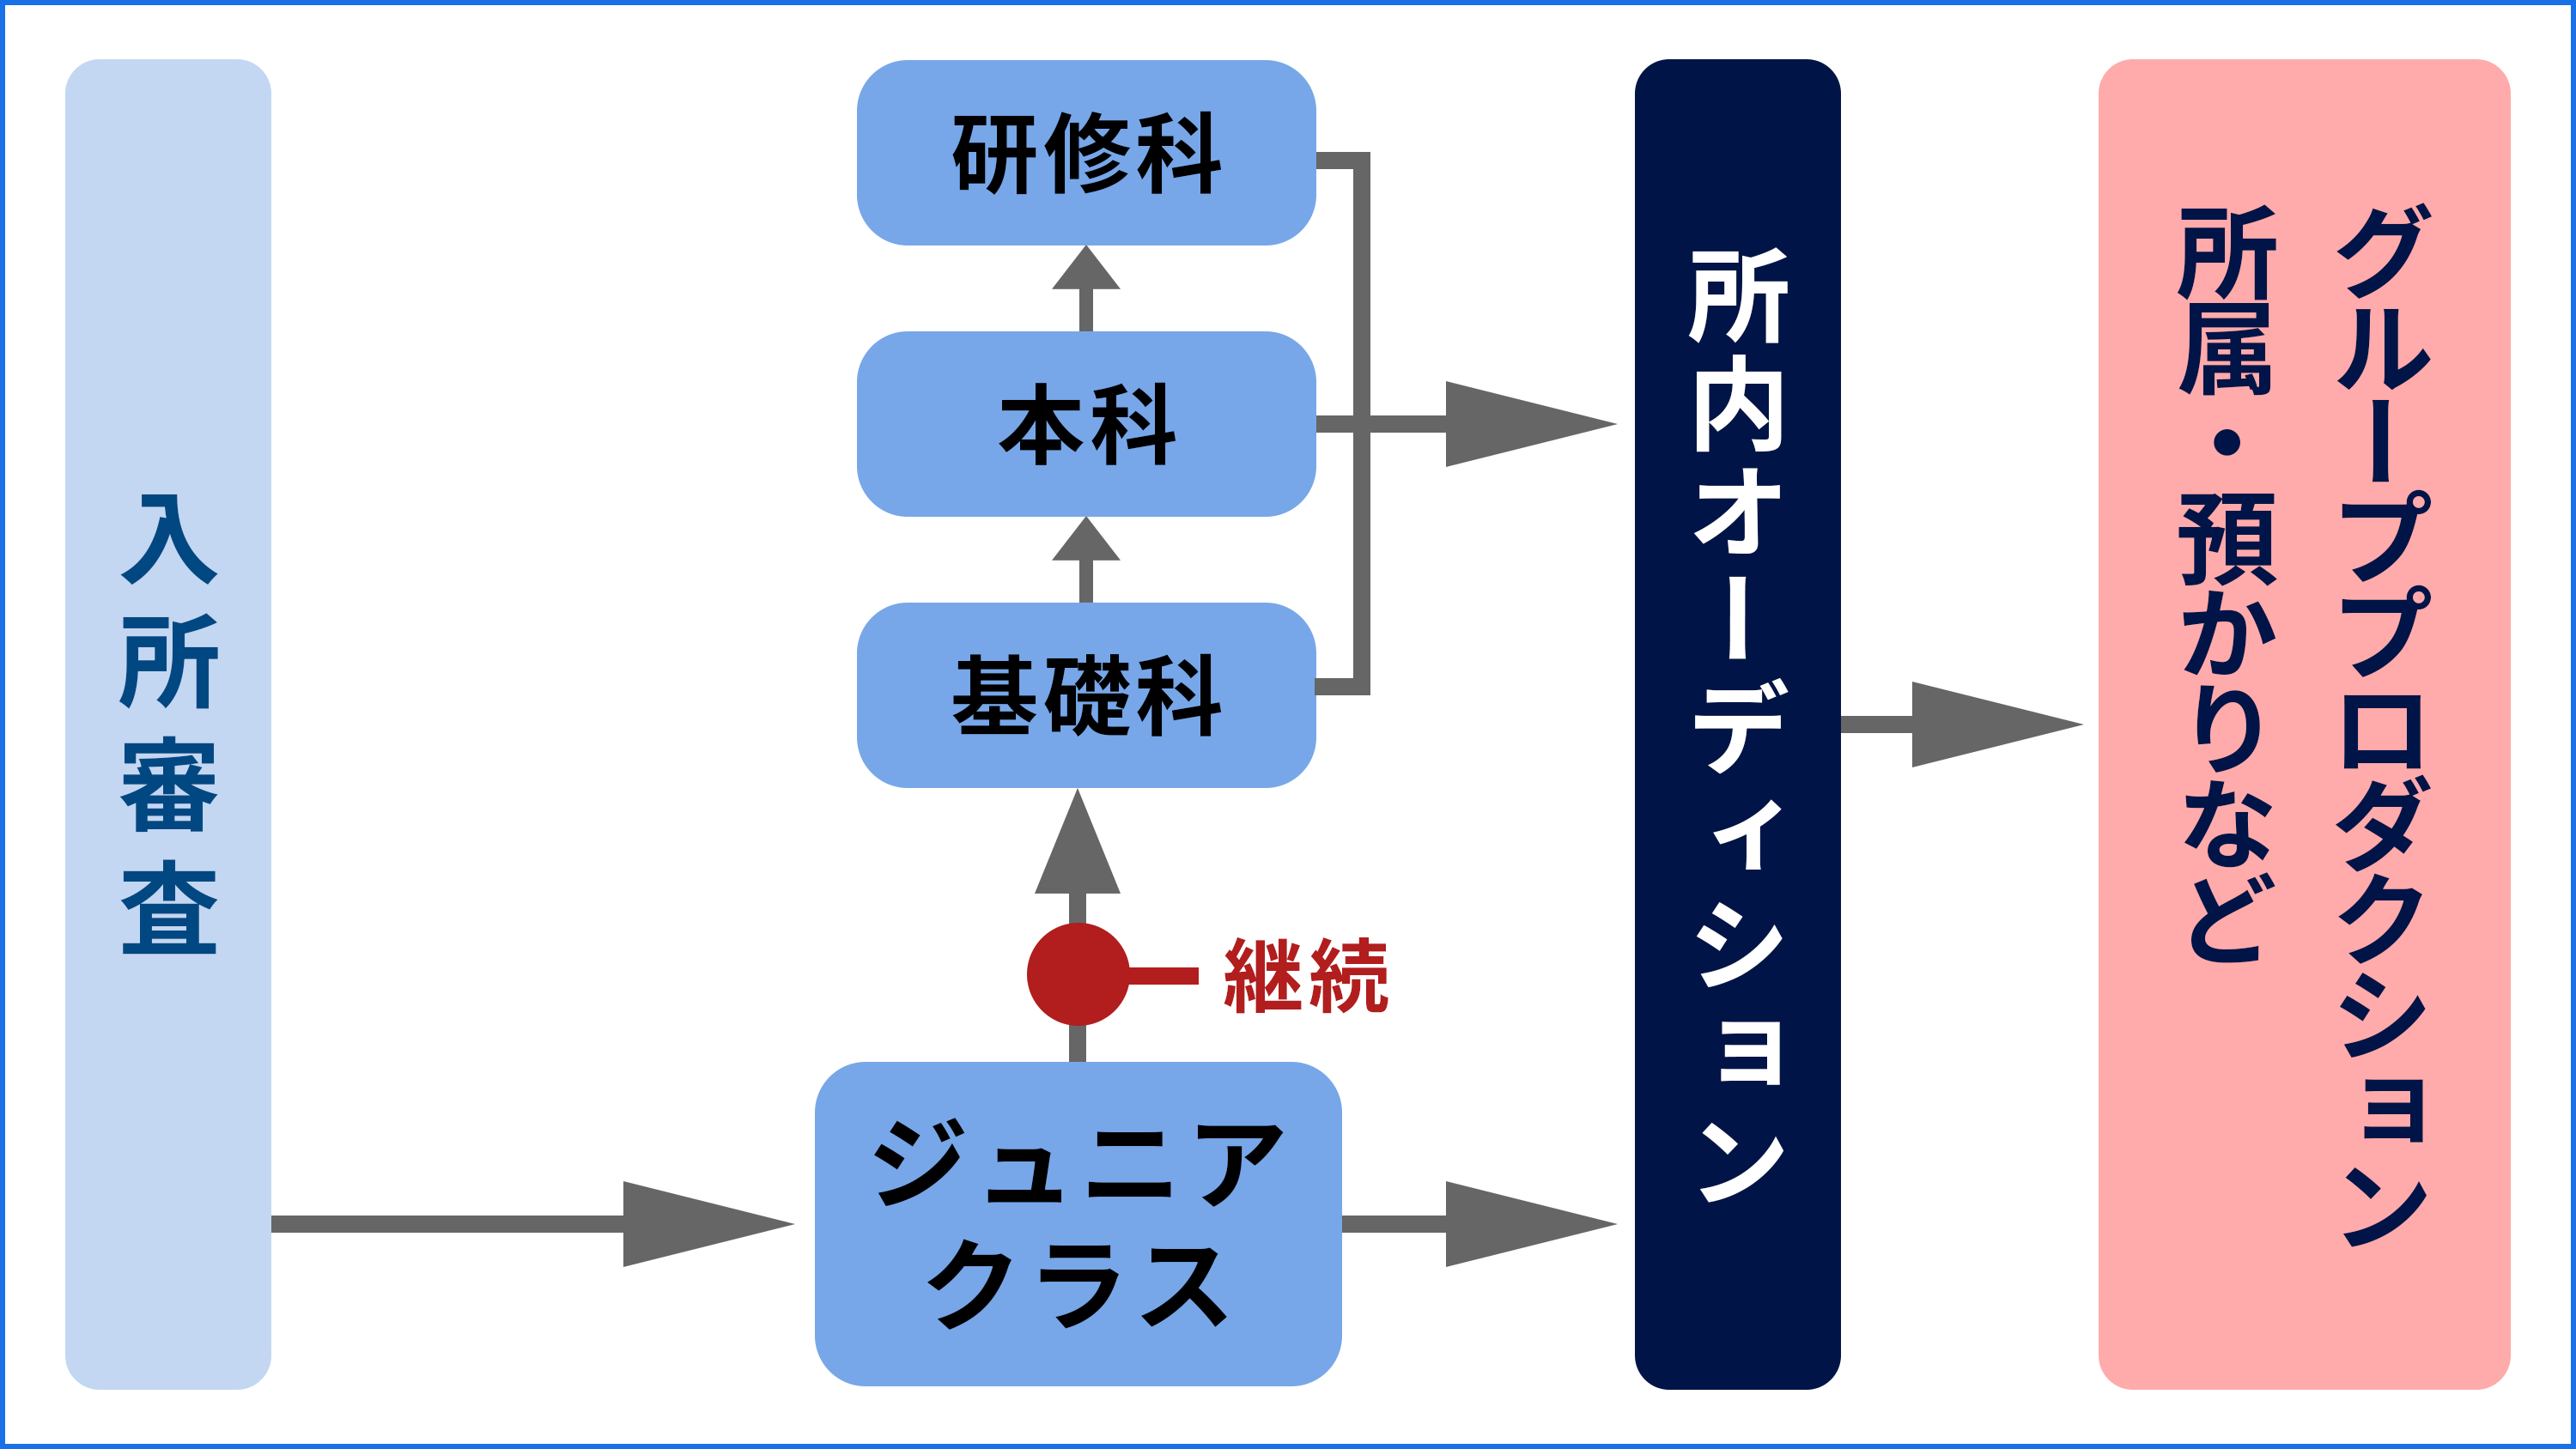 入所審査
研修科
本科
基礎科
継続
ジュニア
クラス
所内オーディション
グループプロダクション
所属・預かりなど